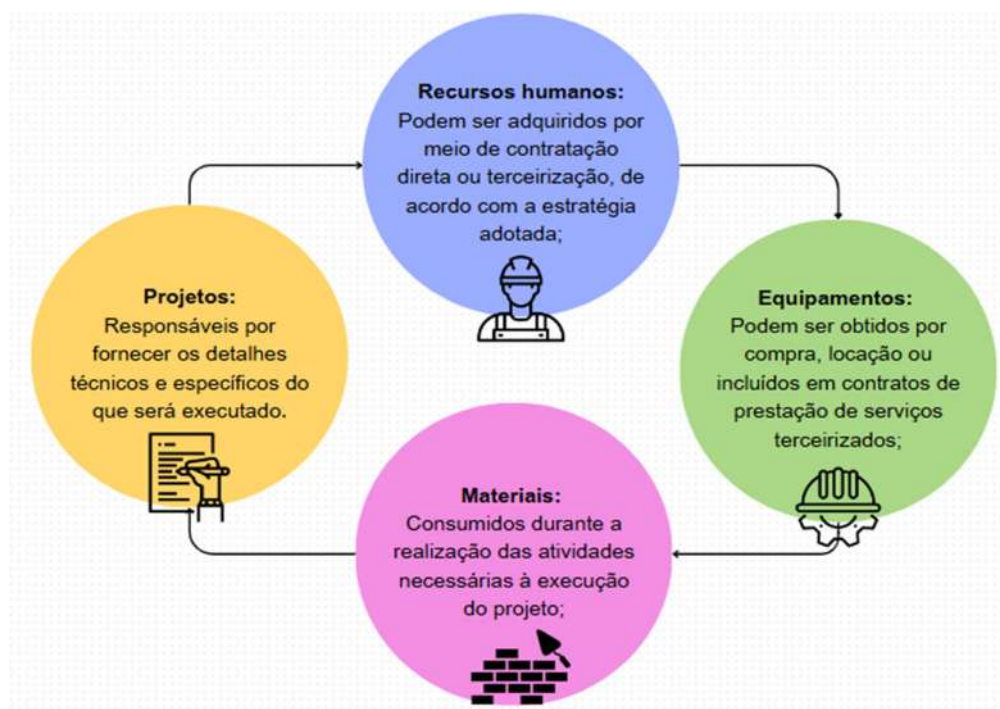 Recursos humanos:
Podem ser adquiridos por
meio de contratação
direta ou terceirização, de
acordo com a estratégia
adotada;
Equipamentos:
Podem ser obtidos por
compra, locação ou
incluídos em contratos de
prestação de serviços
terceirizados;
Materiais:
Consumidos durante a
realização das atividades
necessárias à execução
do projeto;
Projetos:
Responsáveis por
fornecer os detalhes
técnicos e específicos do
que será executado.